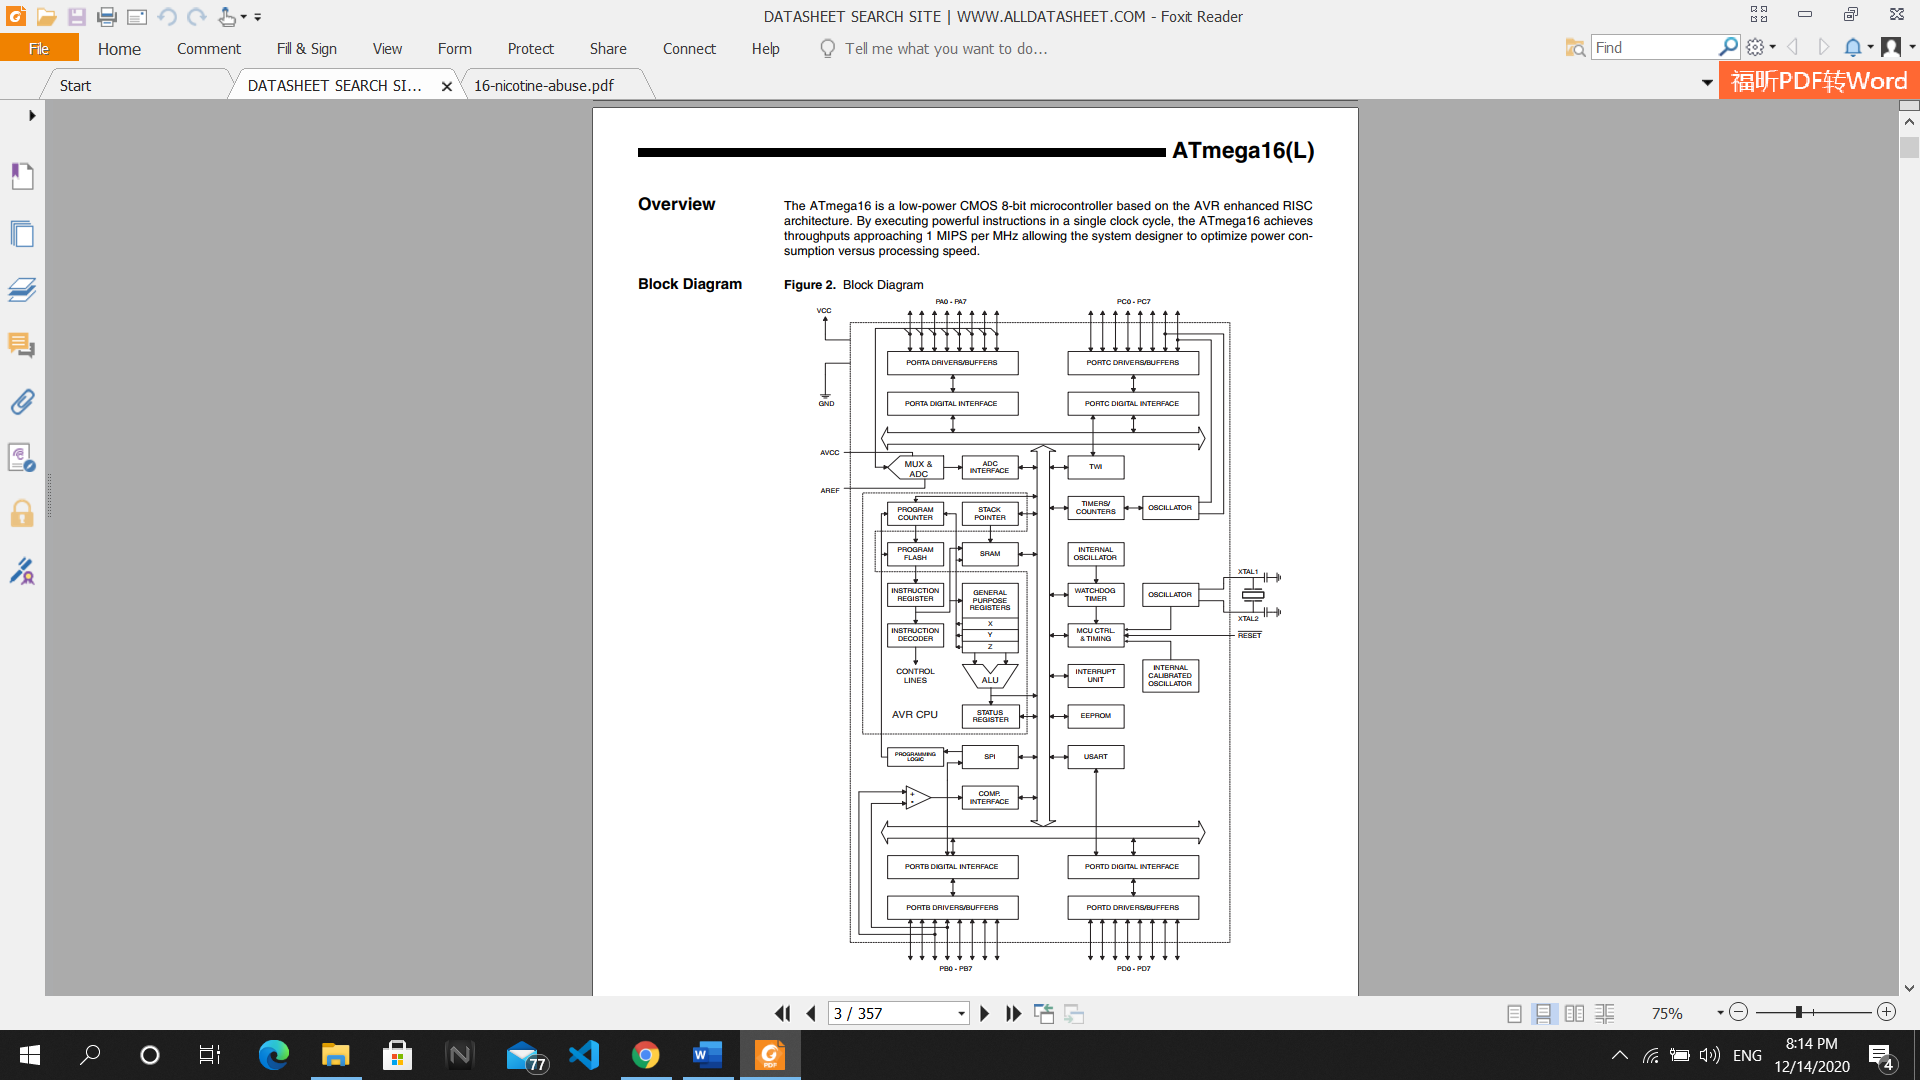 DATASHEET SEARCH SITE | WWW.ALLDATASHEET.COM - Foxit Reader
File Home Comment Fill & Sign View Form Protect Share Connect Help Tell me what you want to do... Find
Start DATASHEET SEARCH SI... 16-nicotine-abuse.pdf 福昕PDF转Word
ATmega16(L)
Overview
The ATmega16 is a low-power CMOS 8-bit microcontroller based on the AVR enhanced RISC
architecture. By executing powerful instructions in a single clock cycle, the ATmega16 achieves
throughputs approaching 1 MIPS per MHz allowing the system designer to optimize power con-
sumption versus processing speed.
Block Diagram
Figure 2. Block Diagram
PA0 - PA7 PC0 - PC7
VCC
PORTA DRIVERS/BUFFERS PORTC DRIVERS/BUFFERS
GND
PORTA DIGITAL INTERFACE PORTC DIGITAL INTERFACE
AVCC
MUX &
ADC
ADC
INTERFACE
TWI
AREF
PROGRAM
COUNTER
STACK
POINTER
TIMERS/
COUNTERS
OSCILLATOR
PROGRAM
FLASH
SRAM
INTERNAL
OSCILLATOR
XTAL1
INSTRUCTION
REGISTER
GENERAL
PURPOSE
REGISTERS
WATCHDOG
TIMER
OSCILLATOR
XTAL2
X
Y
Z
INSTRUCTION
DECODER
MCU CTRL.
& TIMING
RESET
CONTROL
LINES
ALU
INTERRUPT
UNIT
INTERNAL
CALIBRATED
OSCILLATOR
AVR CPU
STATUS
REGISTER
EEPROM
PROGRAMMING
LOGIC
SPI
USART
+
-
COMP.
INTERFACE
PORTB DIGITAL INTERFACE PORTD DIGITAL INTERFACE
PORTB DRIVERS/BUFFERS PORTD DRIVERS/BUFFERS
PB0 - PB7 PD0 - PD7
3 / 357 75%
77
W
PDF
ENG
8:14 PM
12/14/2020
4